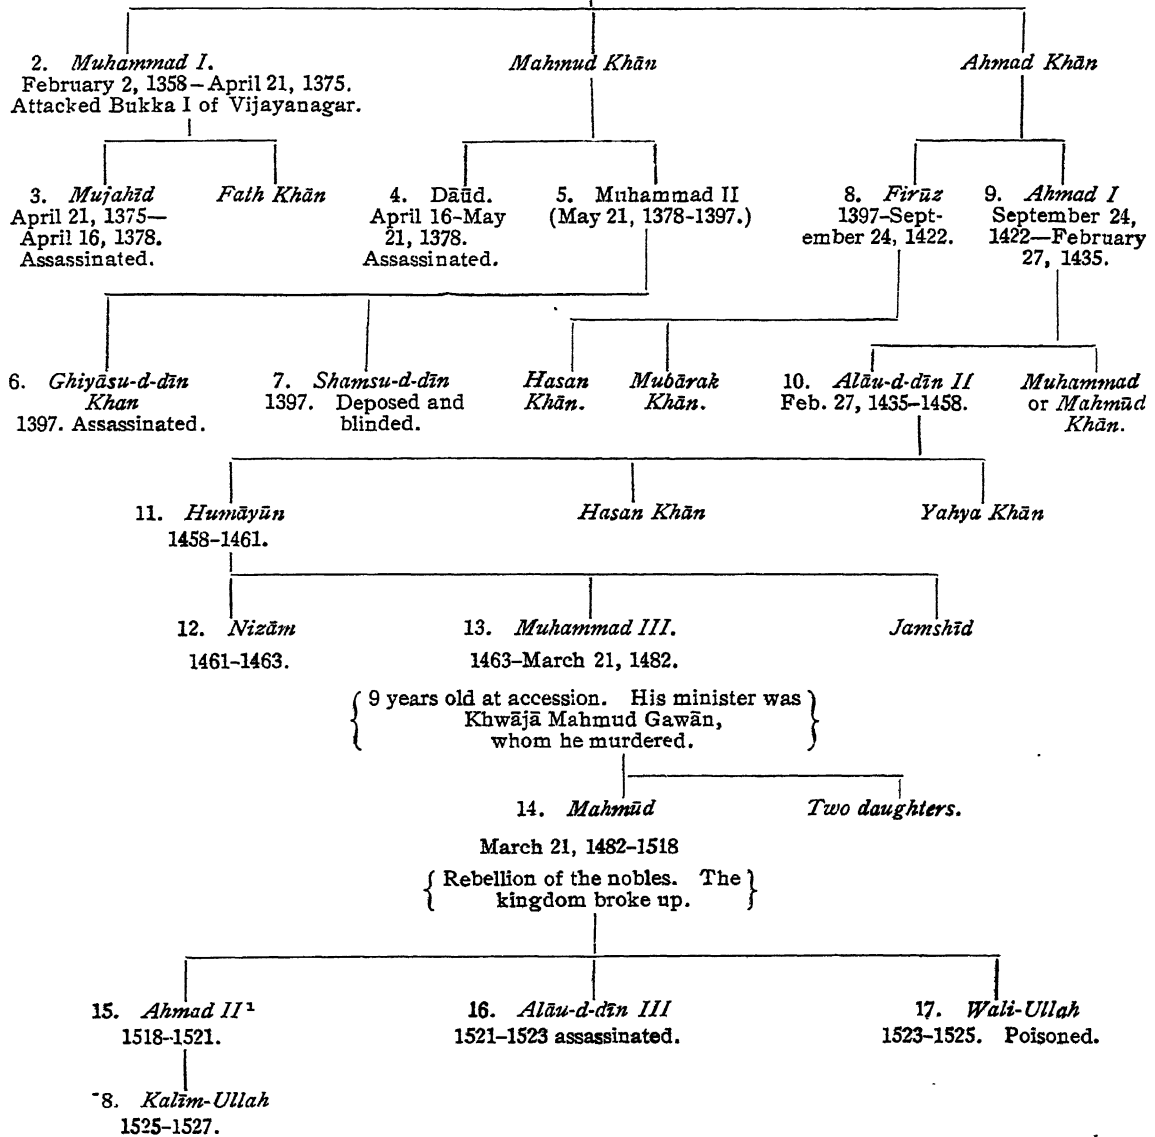 2. Muhammad I.
February 2, 1358–April 21, 1375.
Attacked Bukka I of Vijayanagar.
Mahmud Khān
Ahmad Khān
3. Mujahīd
April 21, 1375—
April 16, 1378.
Assassinated.
Fath Khān
4. Dāūd.
April 16-May
21, 1378.
Assassinated.
5. Muhammad II
(May 21, 1378-1397.)
8. Firūz
1397-Sept-
ember 24, 1422.
9. Ahmad I
September 24,
1422—February
27, 1435.
6. Ghiyāsu-d-dīn
Khan
1397. Assassinated.
7. Shamsu-d-dīn
1397. Deposed and
blinded.
Hasan
Khān.
Mubārak
Khān.
10. Alāu-d-dīn II
Feb. 27, 1435–1458.
Muhammad
or Mahmūd
Khān.
11. Humāyūn
1458–1461.
Hasan Khān
Yahya Khān
12. Nizām
1461–1463.
13. Muhammad III.
1463–March 21, 1482.
{ 9 years old at accession. His minister was
Khwājā Mahmud Gawān,
whom he murdered. }
Jamshīd
14. Mahmūd
March 21, 1482–1518
{ Rebellion of the nobles. The
kingdom broke up. }
Two daughters.
15. Ahmad II ¹
1518–1521.
16. Alāu-d-dīn III
1521–1523 assassinated.
17. Wali-Ullah
1523–1525. Poisoned.
8. Kalīm-Ullah
1525–1527.